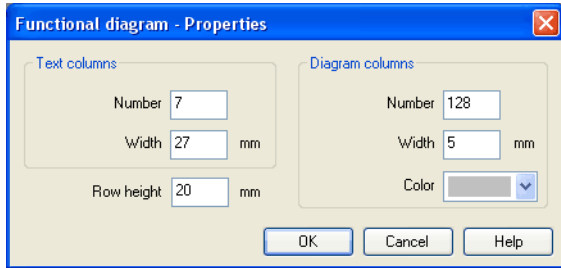 Functional diagram - Properties
Text columns
Number 7
Width 27 mm
Row height 20 mm
Diagram columns
Number 128
Width 5 mm
Color
OK Cancel Help